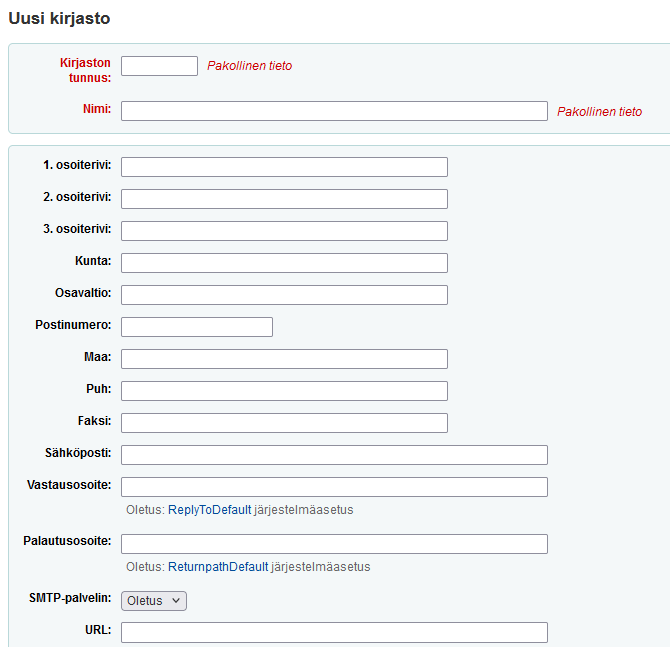 Uusi kirjasto
Kirjaston
tunnus:
Pakollinen tieto
Nimi:
Pakollinen tieto
1. osoiterivi:
2. osoiterivi:
3. osoiterivi:
Kunta:
Osavaltio:
Postinumero:
Maa:
Puh:
Faksi:
Sähköposti:
Vastausosoite:
Oletus: ReplyToDefault järjestelmäasetus
Palautusosoite:
Oletus: ReturnpathDefault järjestelmäasetus
SMTP-palvelin: Oletus
URL: